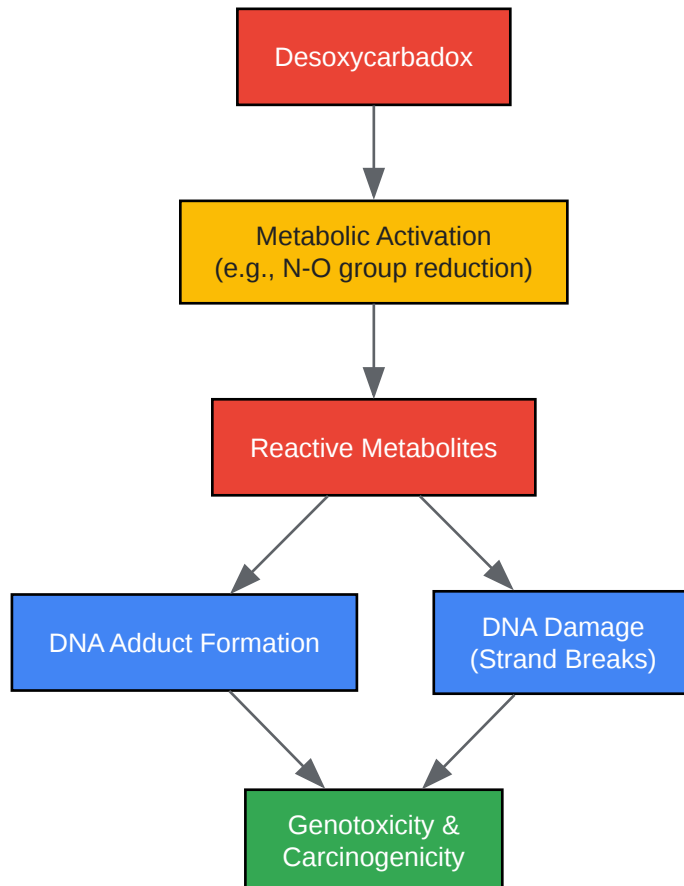 Desoxycarbadox
Metabolic Activation
(e.g., N-O group reduction)
Reactive Metabolites
DNA Adduct Formation
DNA Damage
(Strand Breaks)
Genotoxicity &
Carcinogenicity